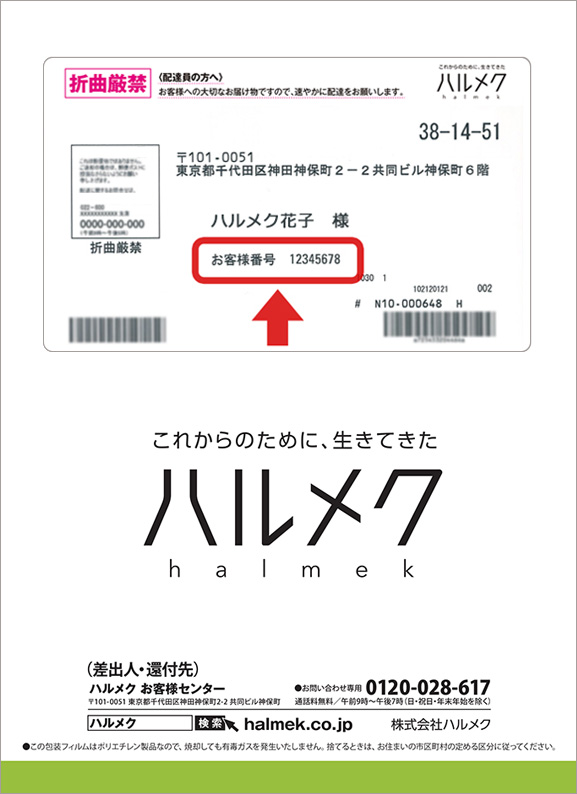 折曲厳禁
〈配達員の方へ〉
お客様への大切なお届け物ですので、速やかに配達をお願いします。
これからのために、生きてきた
ハルメク
halmek
38-14-51
〒101-0051
東京都千代田区神田神保町2-2共同ビル神保町6階
0000-000-000
折曲厳禁
ハルメク花子 様
お客様番号 12345678
030 1
102120121 002
# N10-000648 H
これからのために、生きてきた
ハルメク
halmek
(差出人・還付先)
ハルメク お客様センター
〒101-0051 東京都千代田区神田神保町2-2 共同ビル神保町
●お問い合わせ専用 0120-028-617
通話料無料/午前9時〜午後7時(日・祝日・年末年始を除く)
ハルメク 検索 halmek.co.jp 株式会社ハルメク
●この包装フィルムはポリエチレン製品なので、焼却しても有毒ガスを発生いたしません。捨てるときは、お住まいの市区町村の定める区分に従ってください。